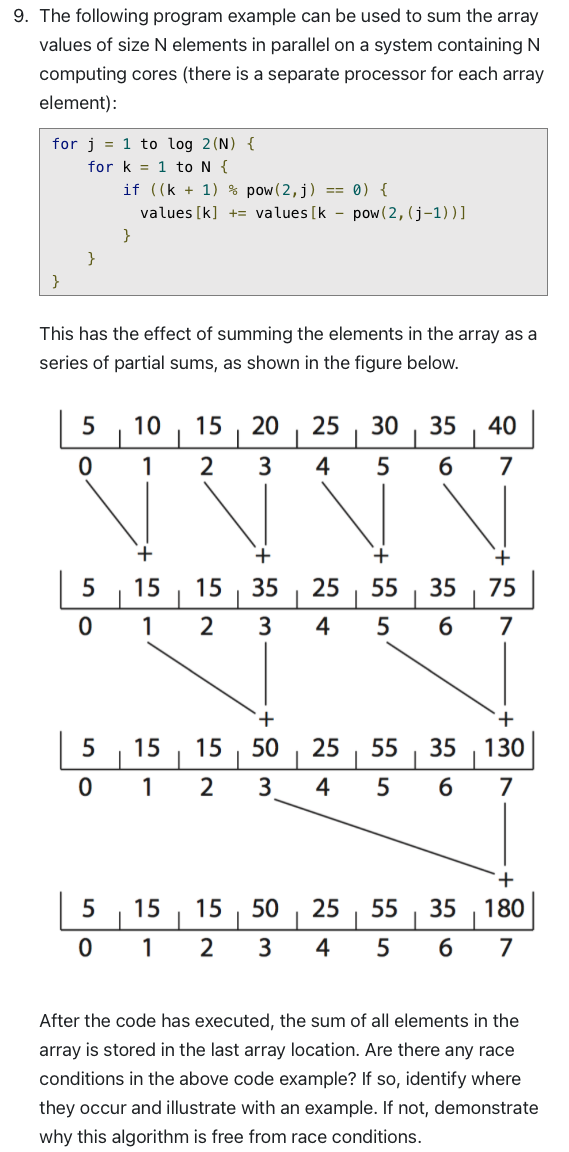 9. The following program example can be used to sum the array
values of size N elements in parallel on a system containing N
computing cores (there is a separate processor for each array
element):
for j = 1 to log 2(N) {
for k = 1 to N {
if ((k + 1) % pow(2,j) == 0) {
values[k] += values[k - pow(2,(j-1))]
}
}
}
This has the effect of summing the elements in the array as a
series of partial sums, as shown in the figure below.
5 10 15 20 25 30 35 40
0 1 2 3 4 5 6 7
+ + + +
5 15 15 35 25 55 35 75
0 1 2 3 4 5 6 7
+ +
5 15 15 50 25 55 35 130
0 1 2 3 4 5 6 7
+
5 15 15 50 25 55 35 180
0 1 2 3 4 5 6 7
After the code has executed, the sum of all elements in the
array is stored in the last array location. Are there any race
conditions in the above code example? If so, identify where
they occur and illustrate with an example. If not, demonstrate
why this algorithm is free from race conditions.